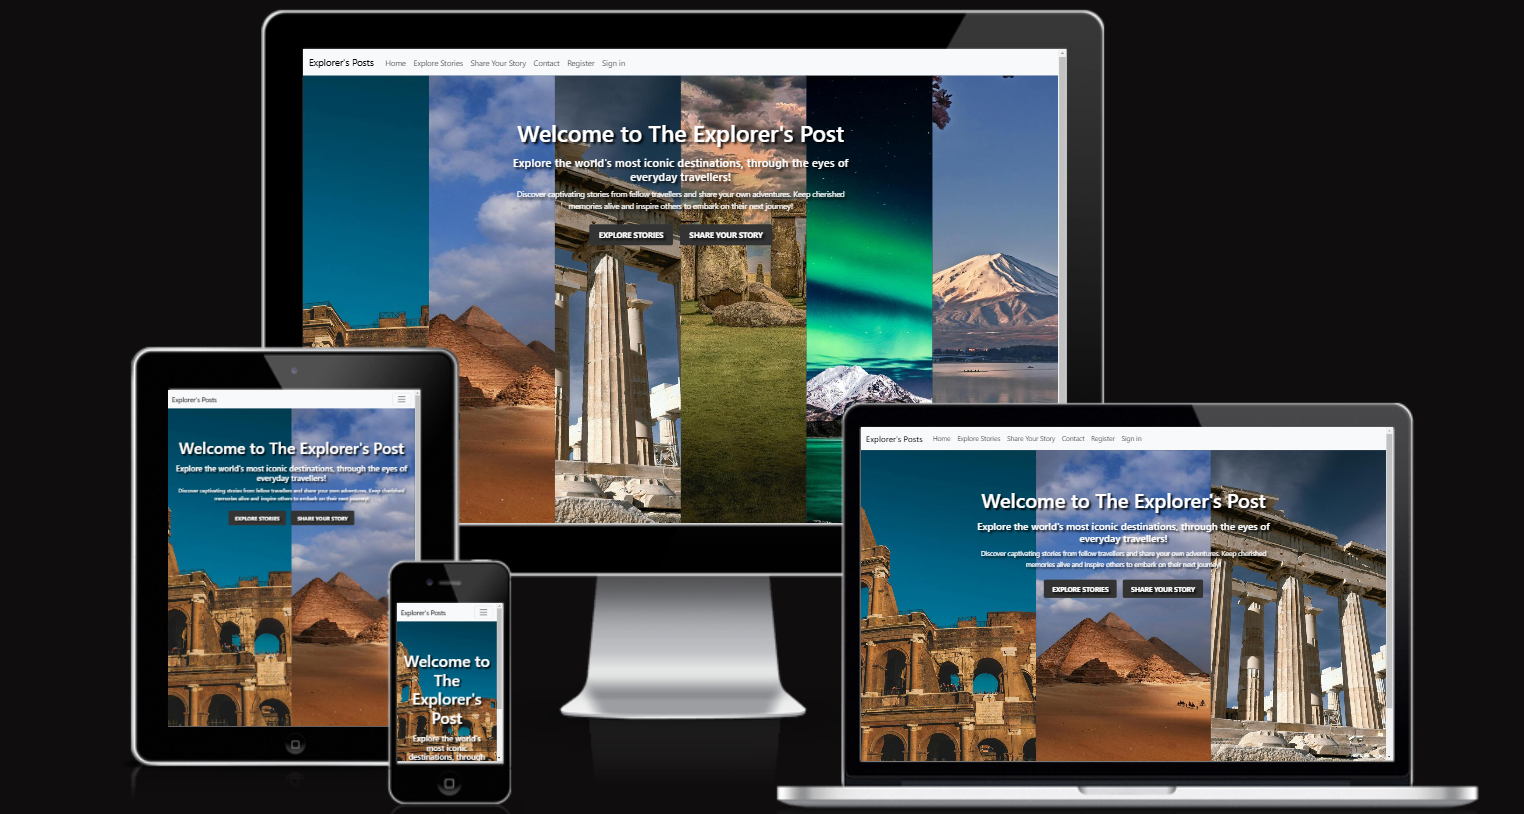 Explorer's Posts Home Explore Stories Share Your Story Contact Register Sign in
Welcome to The Explorer's Post
Explore the world's most iconic destinations, through the eyes of
everyday travellers!
Discover captivating stories from fellow travellers and share your own adventures. Keep cherished
memories alive and inspire others to embark on their next journey!
EXPLORE STORIES SHARE YOUR STORY
Explorer's Posts
Welcome to The Explorer's Post
Explore the world's most iconic destinations, through the eyes of
everyday travellers!
Discover captivating stories from fellow travellers and share your own adventures. Keep cherished
memories alive and inspire others to embark on their next journey!
EXPLORE STORIES SHARE YOUR STORY
Explorer's Posts
Welcome to
The
Explorer's
Post
Explore the world's
most iconic
destinations, through
Explorer's Posts Home Explore Stories Share Your Story Contact Register Sign in
Welcome to The Explorer's Post
Explore the world's most iconic destinations, through the eyes of
everyday travellers!
Discover captivating stories from fellow travellers and share your own adventures. Keep cherished
memories alive and inspire others to embark on their next journey!
EXPLORE STORIES SHARE YOUR STORY